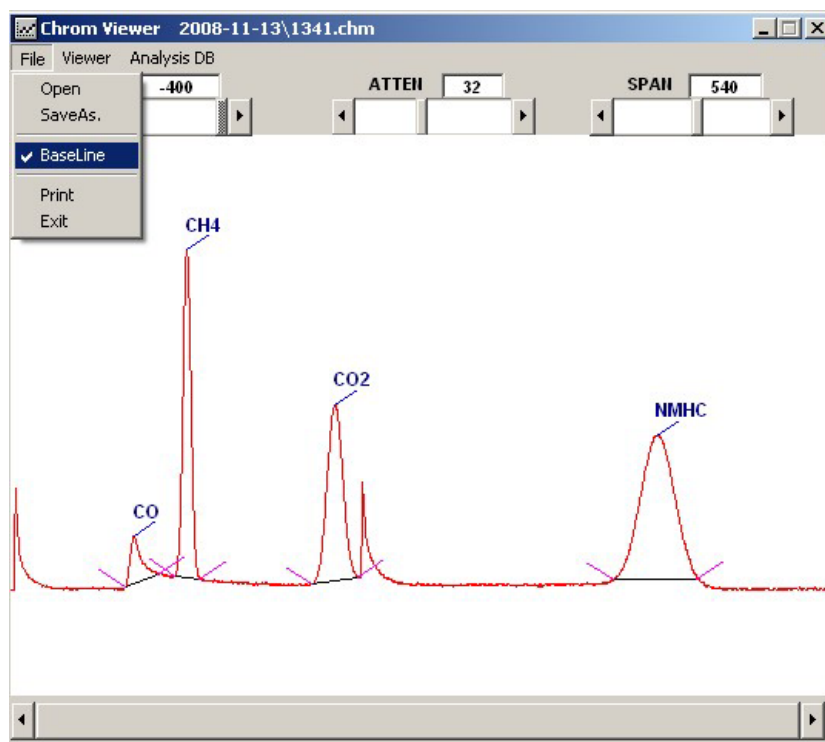 Chrom Viewer 2008-11-13\1341.chm
File Viewer Analysis DB
Open
SaveAs.
BaseLine
Print
Exit
-400
ATTEN 32
SPAN 540
CH4
CO2
NMHC
CO